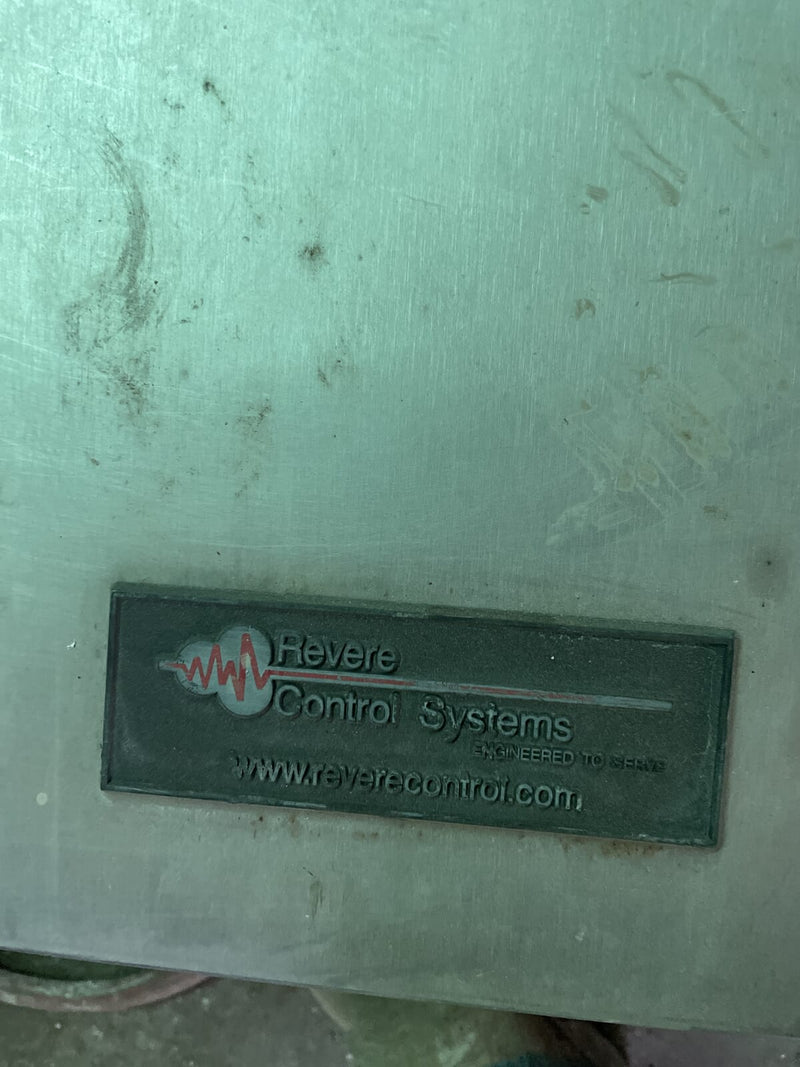 Revere
Control Systems
ENGINEERED TO SERVE
www.reverecontrol.com